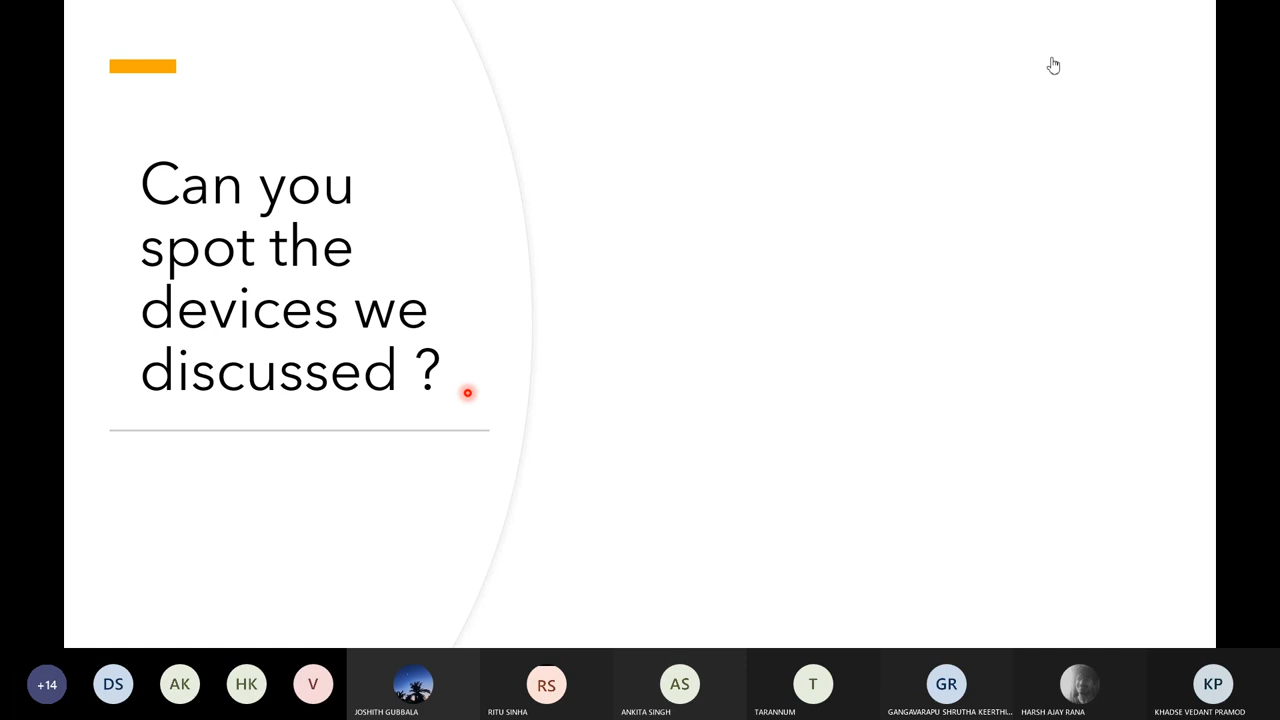 Can you
spot the
devices we
discussed ?
+14
DS
AK
HK
V
JOSHITH GUBBALA
RS
RITU SINHA
AS
ANKITA SINGH
T
TARANNUM
GR
GANGAVARAPU SHRUTHA KEERTHI...
HARSH AJAY RANA
KP
KHADSE VEDANT PRAMOD